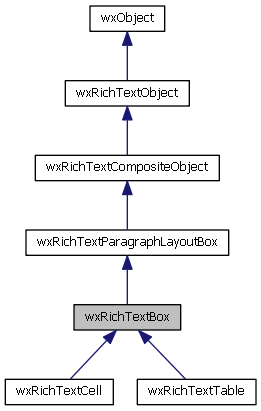 wxObject
wxRichTextObject
wxRichTextCompositeObject
wxRichTextParagraphLayoutBox
wxRichTextBox
wxRichTextCell
wxRichTextTable